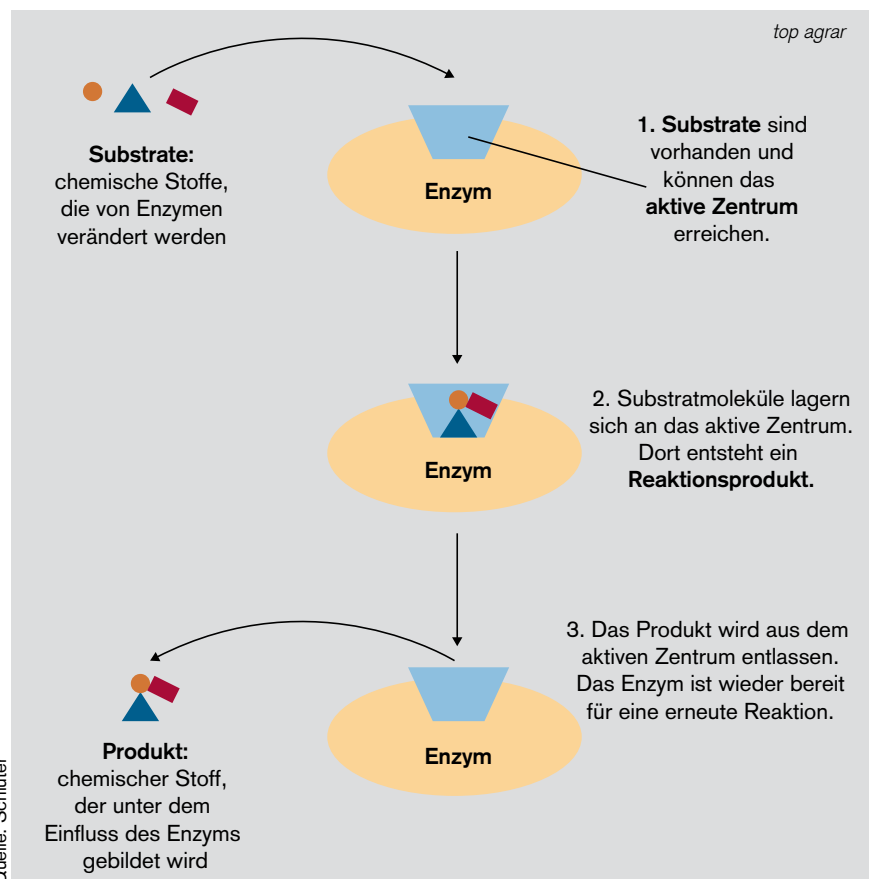 top agrar
Substrate:
chemische Stoffe,
die von Enzymen
verändert werden
Enzym
1. Substrate sind
vorhanden und
können das
aktive Zentrum
erreichen.
Enzym
2. Substratmoleküle lagern
sich an das aktive Zentrum.
Dort entsteht ein
Reaktionsprodukt.
Enzym
3. Das Produkt wird aus dem
aktiven Zentrum entlassen.
Das Enzym ist wieder bereit
für eine erneute Reaktion.
Produkt:
chemischer Stoff,
der unter dem
Einfluss des Enzyms
gebildet wird
Quelle: Schlüter